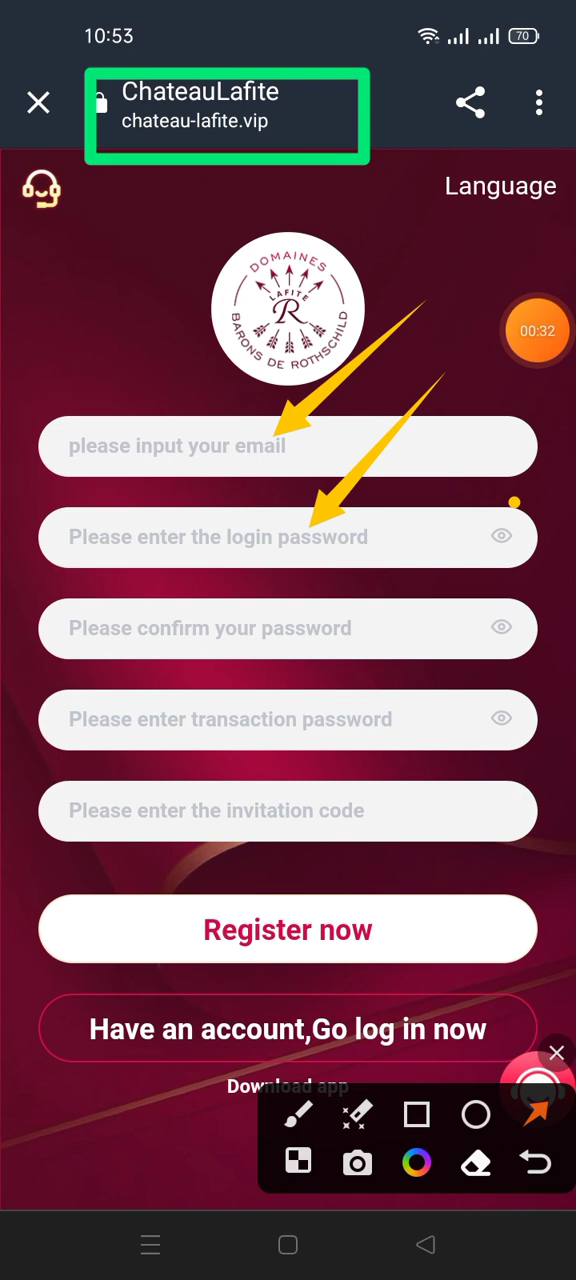 10:53
70
ChateauLafite
chateau-lafite.vip
Language
DOMAINES
LAFITE
R
BARONS DE ROTHSCHILD
00:32
please input your email
Please enter the login password
Please confirm your password
Please enter transaction password
Please enter the invitation code
Register now
Have an account,Go log in now
Download app